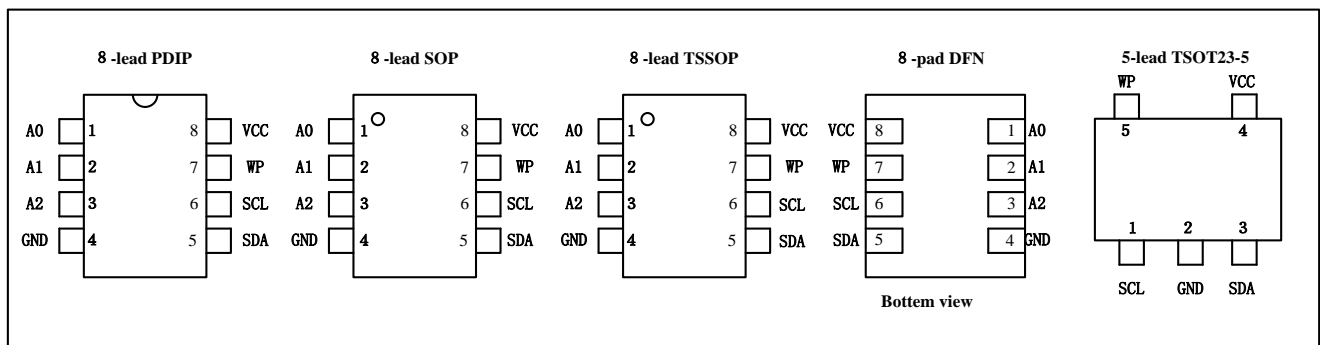 8 -lead PDIP
A0 1 8 VCC
A1 2 7 WP
A2 3 6 SCL
GND 4 5 SDA
8 -lead SOP
A0 1 8 VCC
A1 2 7 WP
A2 3 6 SCL
GND 4 5 SDA
8 -lead TSSOP
A0 1 8 VCC
A1 2 7 WP
A2 3 6 SCL
GND 4 5 SDA
8 -pad DFN
VCC 8 1 A0
WP 7 2 A1
SCL 6 3 A2
SDA 5 4 GND
Bottem view
5-lead TSOT23-5
WP VCC
5 4
1 2 3
SCL GND SDA